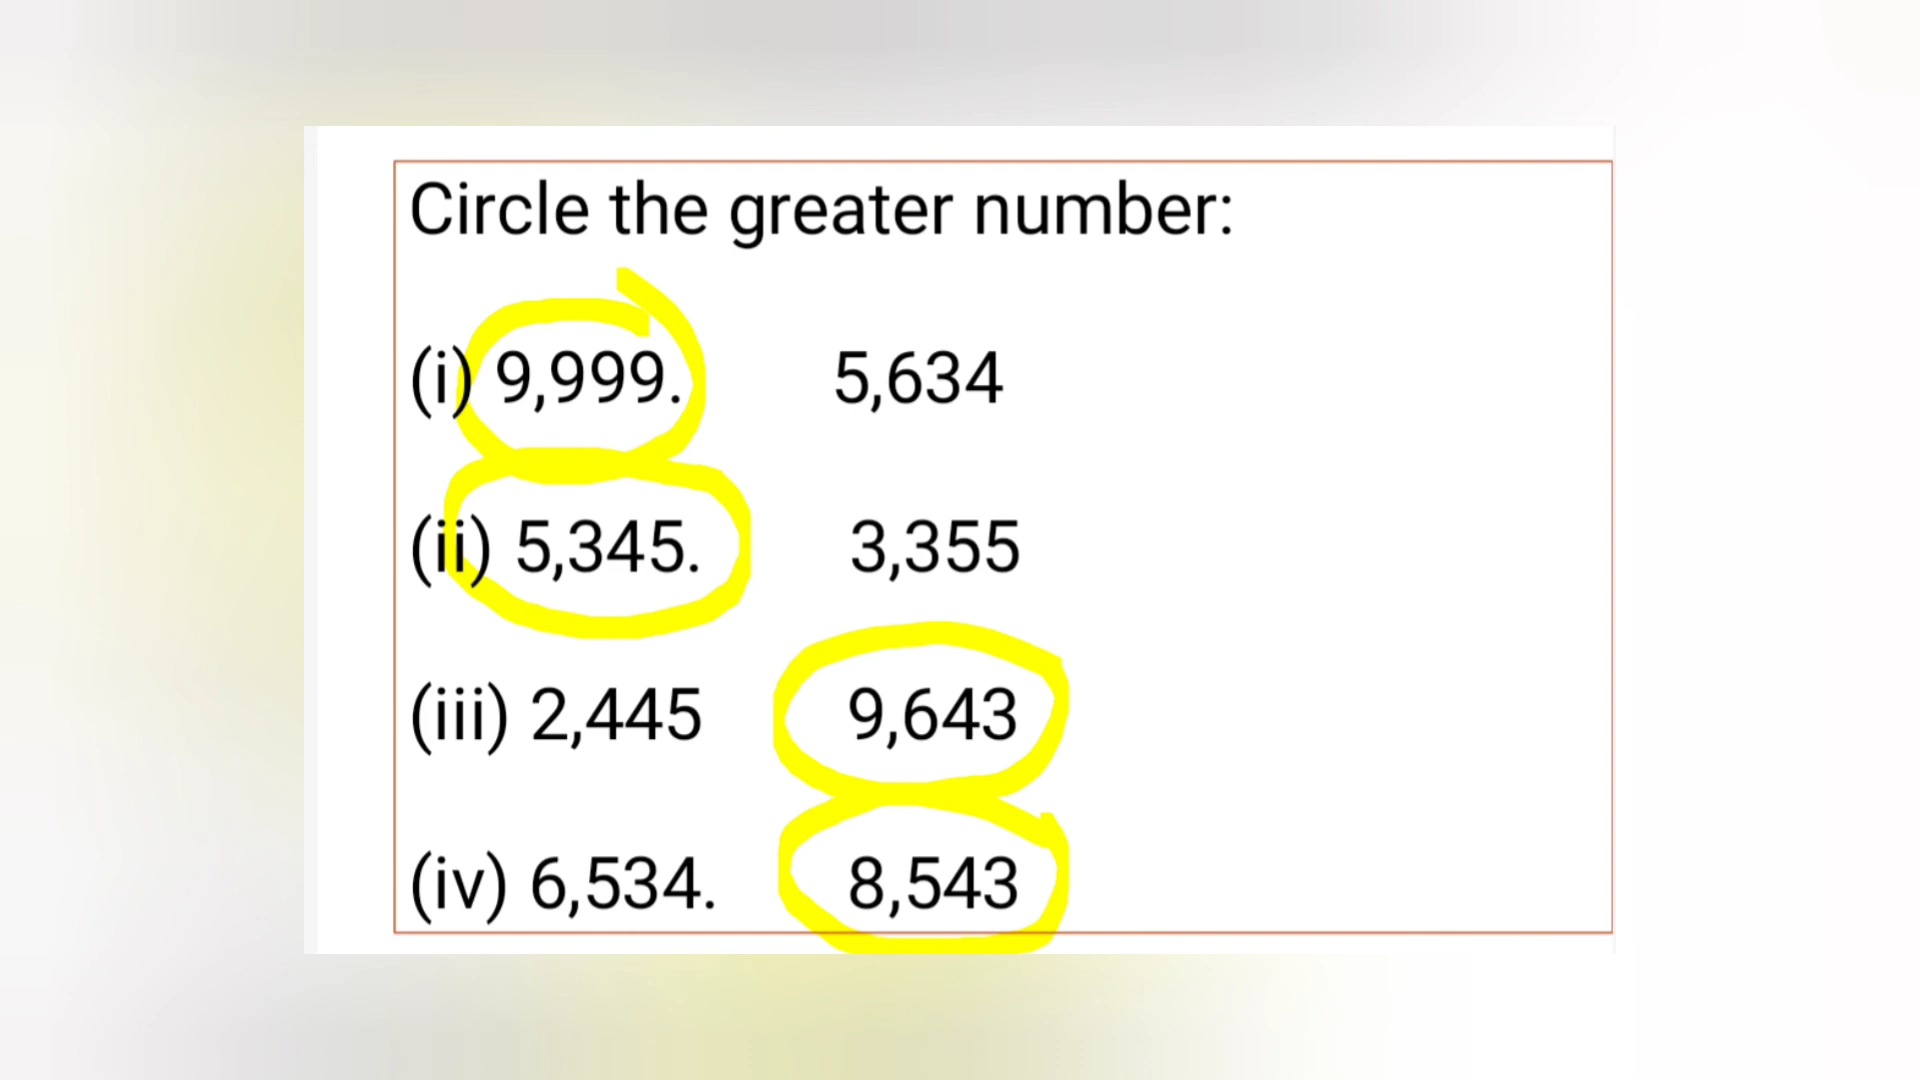 Circle the greater number:
(i) 9,999. 5,634
(ii) 5,345. 3,355
(iii) 2,445 9,643
(iv) 6,534. 8,543